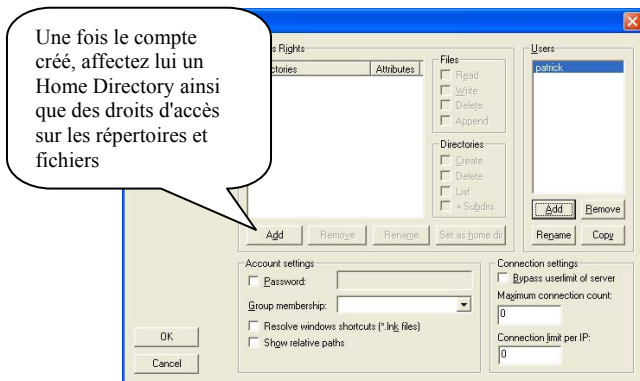 Une fois le compte
créé, affectez lui un
Home Directory ainsi
que des droits d'accès
sur les répertoires et
fichiers
Rights
Attributes
Files
Read
Write
Delete
Append
Directories
Create
Delete
List
+ Subdirs
Add
Remove
Rename
Set as home dir
Users
patrick
Add
Remove
Rename
Copy
Account settings
Password:
Group membership:
Resolve windows shortcuts (*.lnk files)
Show relative paths
Connection settings
Bypass userlimit of server
Maximum connection count:
0
Connection limit per IP:
0
OK
Cancel